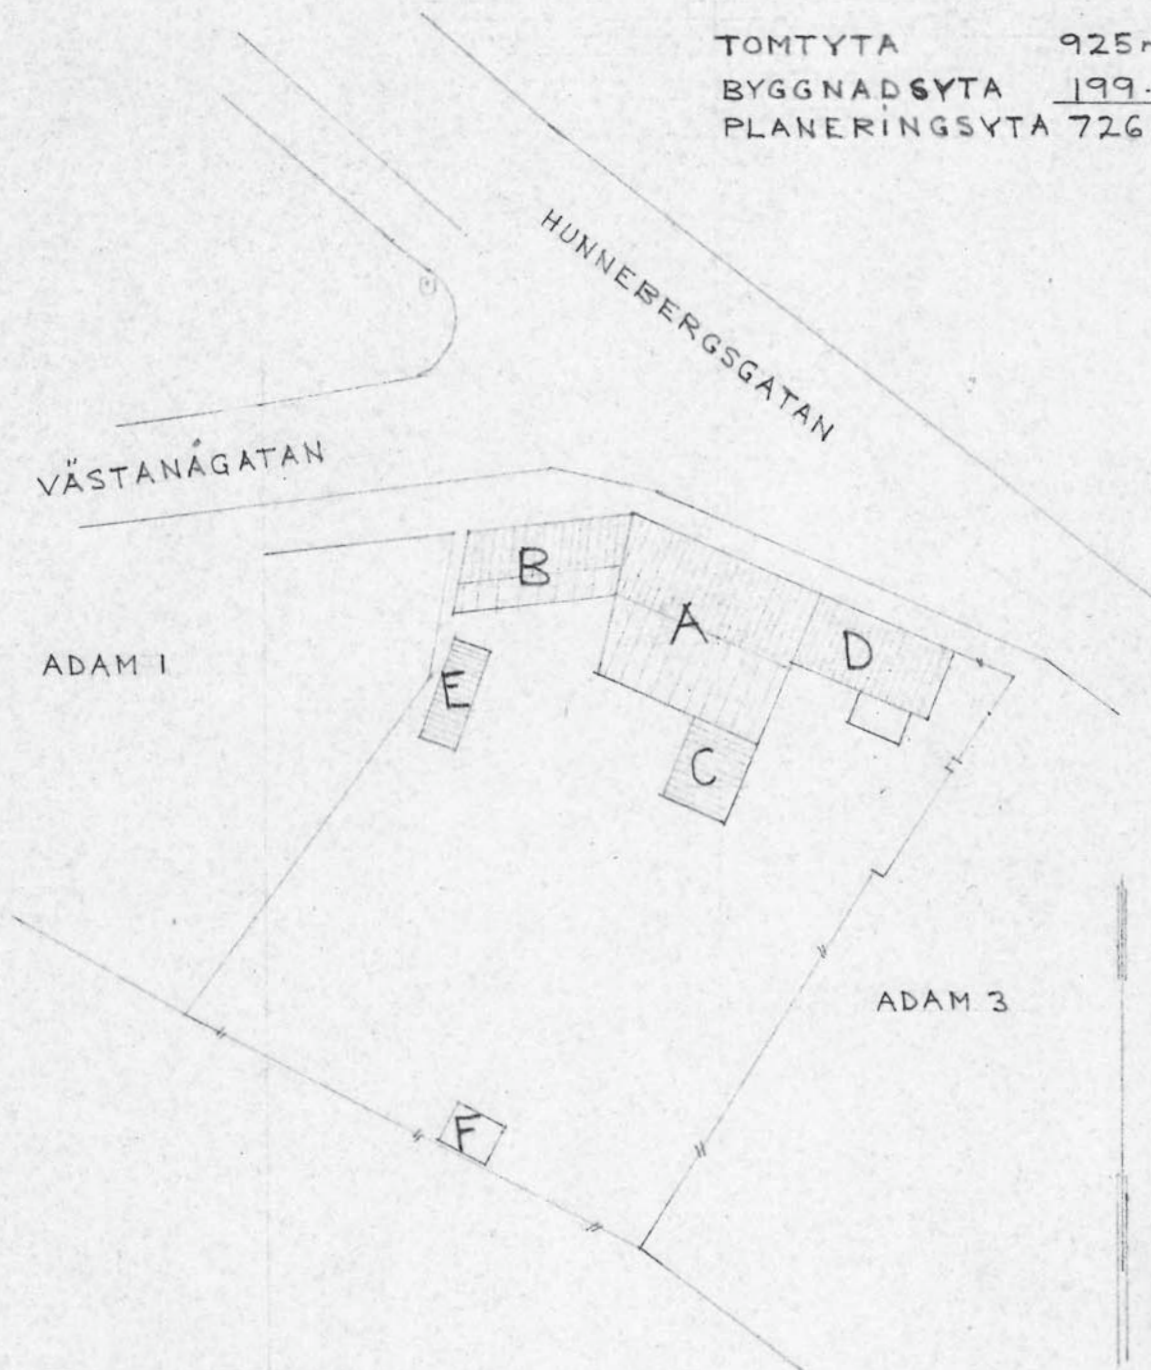 TOMTYTA 925
BYGGNADSYTA 199.
PLANERINGSYTA 726
HUNNEBERGSGATAN
VÄSTANÅGATAN
B
A
D
ADAM 1
E
C
ADAM 3
F